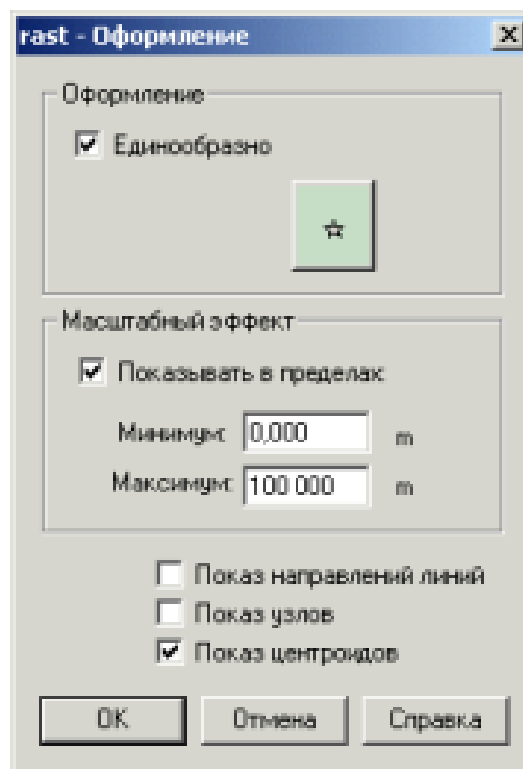 rast - Оформление
Оформление
Единообразно
Масштабный эффект
Показывать в пределах:
Минимум: 0,000 m
Максимум: 100 000 m
Показ направлений линий
Показ узлов
Показ центроидов
OK Отмена Справка